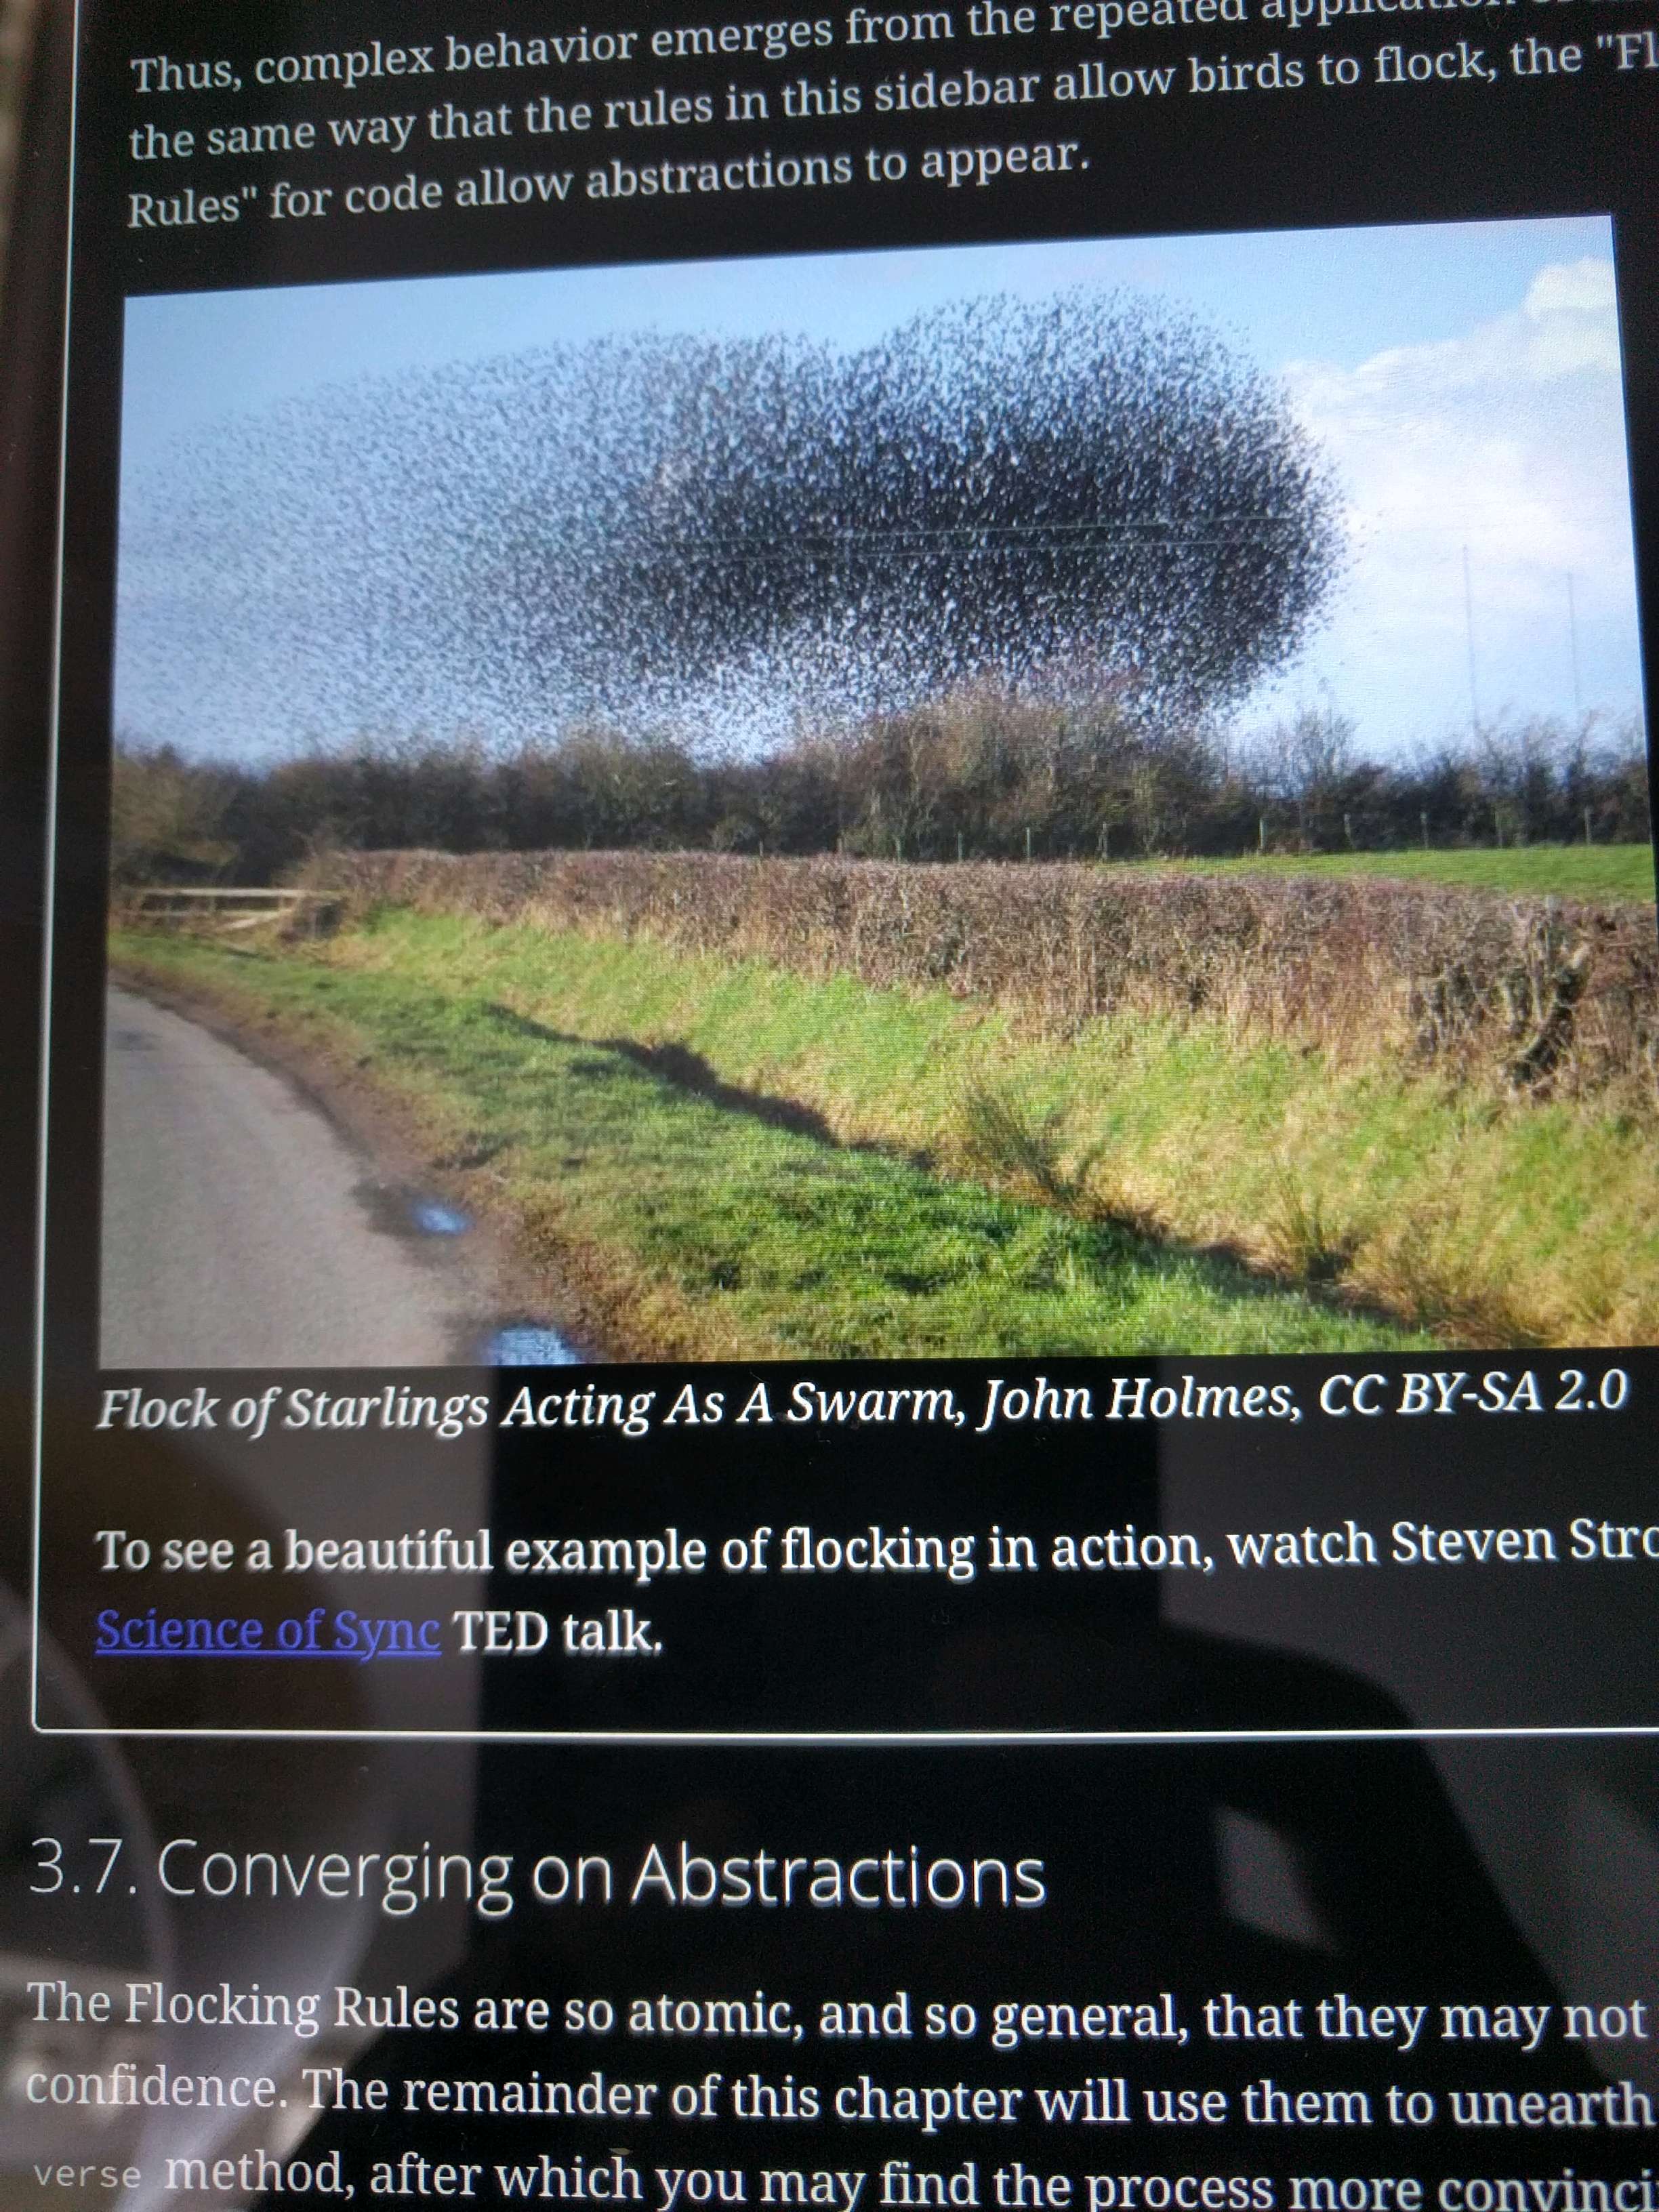 Thus, complex behavior emerges from the repeated application
the same way that the rules in this sidebar allow birds to flock, the "Fl
Rules" for code allow abstractions to appear.
Flock of Starlings Acting As A Swarm, John Holmes, CC BY-SA 2.0
To see a beautiful example of flocking in action, watch Steven Stro
Science of Sync TED talk.
3.7. Converging on Abstractions
The Flocking Rules are so atomic, and so general, that they may not
confidence. The remainder of this chapter will use them to unearth
verse method, after which you may find the process more convinci